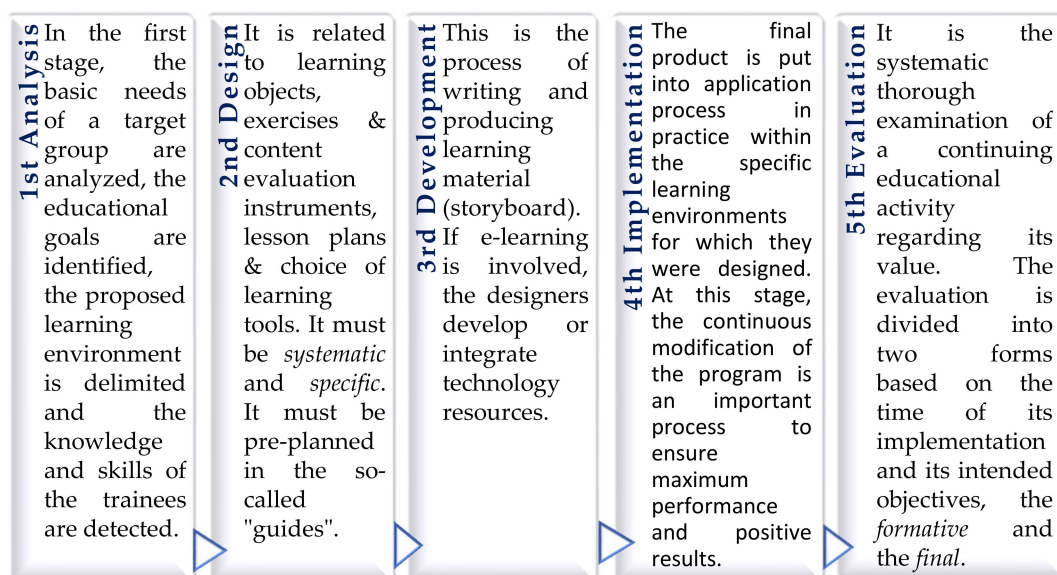 1st Analysis
In the first
stage, the
basic needs
of a target
group are
analyzed, the
educational
goals are
identified,
the proposed
learning
environment
is delimited
and the
knowledge
and skills of
the trainees
are detected.
2nd Design
It is related
to learning
objects,
exercises &
content
evaluation
instruments,
lesson plans
& choice of
learning
tools. It must
be systematic
and specific.
It must be
pre-planned
in the so-
called
"guides".
3rd Development
This is the
process of
writing and
producing
learning
material
(storyboard).
If e-learning
is involved,
the designers
develop or
integrate
technology
resources.
4th Implementation
The final
product is put
into application
process in
practice within
the specific
learning
environments
for which they
were designed.
At this stage,
the continuous
modification of
the program is
an important
process to
ensure
maximum
performance
and positive
results.
5th Evaluation
It is the
systematic
thorough
examination of
a continuing
educational
activity
regarding its
value. The
evaluation is
divided into
two forms
based on the
time of its
implementation
and its intended
objectives, the
formative and
the final.